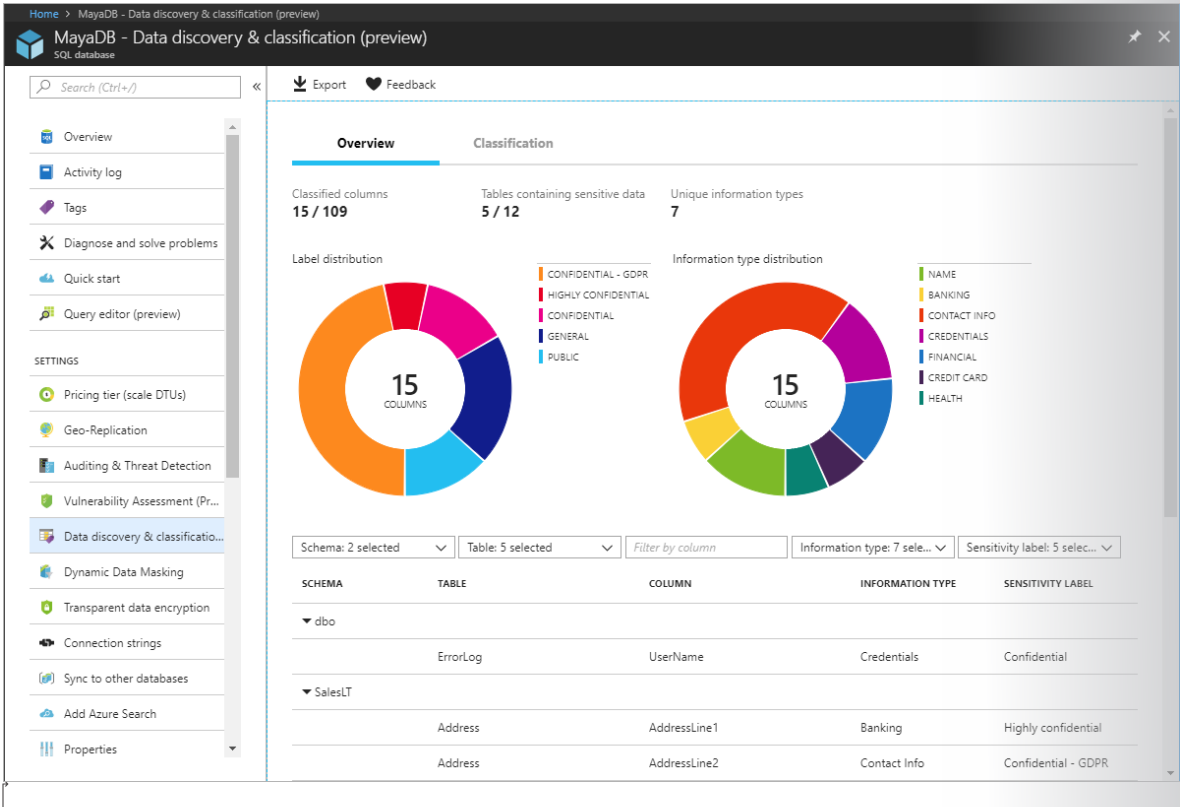 Home > MayaDB - Data discovery & classification (preview)
MayaDB - Data discovery & classification (preview)
SQL database
Search (Ctrl+/)
«
Overview
Activity log
Tags
Diagnose and solve problems
Quick start
Query editor (preview)
SETTINGS
Pricing tier (scale DTUs)
Geo-Replication
Auditing & Threat Detection
Vulnerability Assessment (Pr...
Data discovery & classificatio...
Dynamic Data Masking
Transparent data encryption
Connection strings
Sync to other databases
Add Azure Search
Properties
Export Feedback
Overview Classification
Classified columns Tables containing sensitive data Unique information types
15 / 109 5 / 12 7
Label distribution
15
COLUMNS
CONFIDENTIAL - GDPR
HIGHLY CONFIDENTIAL
CONFIDENTIAL
GENERAL
PUBLIC
Information type distribution
15
COLUMNS
NAME
BANKING
CONTACT INFO
CREDENTIALS
FINANCIAL
CREDIT CARD
HEALTH
Schema: 2 selected Table: 5 selected Filter by column Information type: 7 sele... Sensitivity label: 5 selec...
SCHEMA TABLE COLUMN INFORMATION TYPE SENSITIVITY LABEL
dbo
ErrorLog UserName Credentials Confidential
SalesLT
Address AddressLine1 Banking Highly confidential
Address AddressLine2 Contact Info Confidential - GDPR